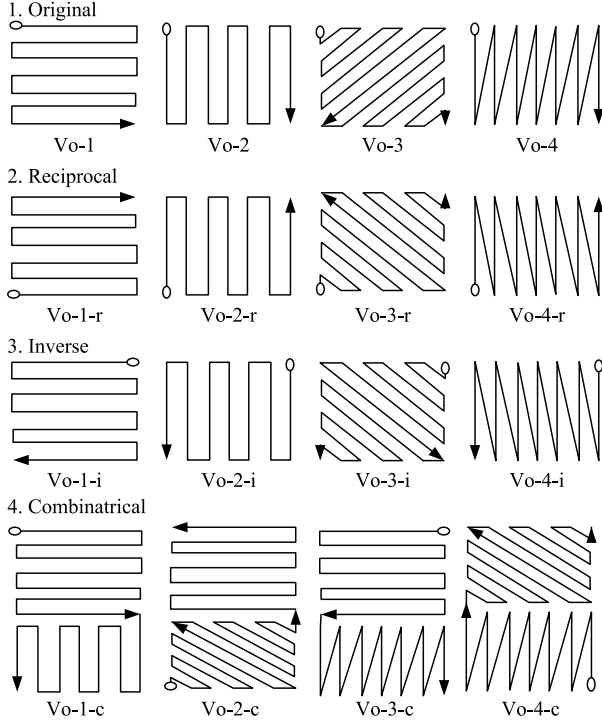 1. Original
Vo-1 Vo-2 Vo-3 Vo-4
2. Reciprocal
Vo-1-r Vo-2-r Vo-3-r Vo-4-r
3. Inverse
Vo-1-i Vo-2-i Vo-3-i Vo-4-i
4. Combinatrical
Vo-1-c Vo-2-c Vo-3-c Vo-4-c